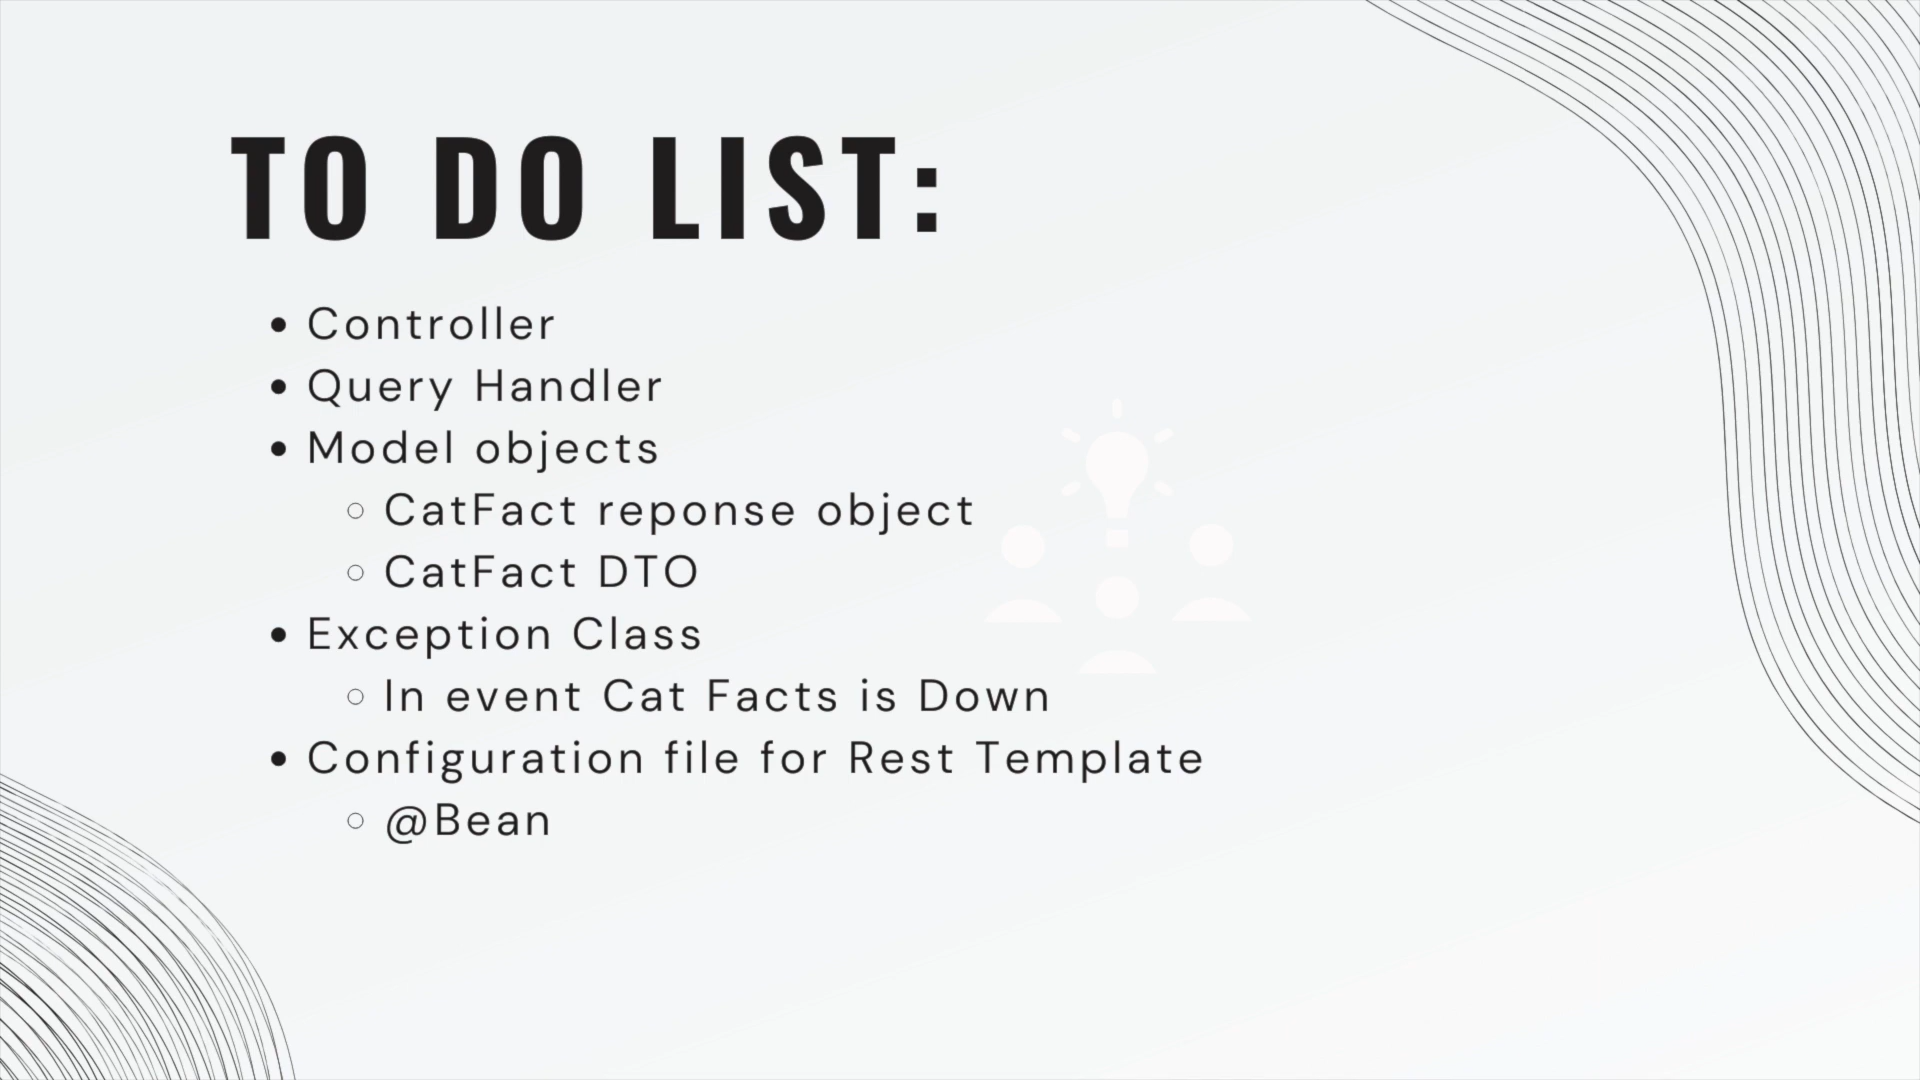 TO DO LIST:
• Controller
• Query Handler
• Model objects
○ CatFact reponse object
○ CatFact DTO
• Exception Class
○ In event Cat Facts is Down
• Configuration file for Rest Template
○ @Bean